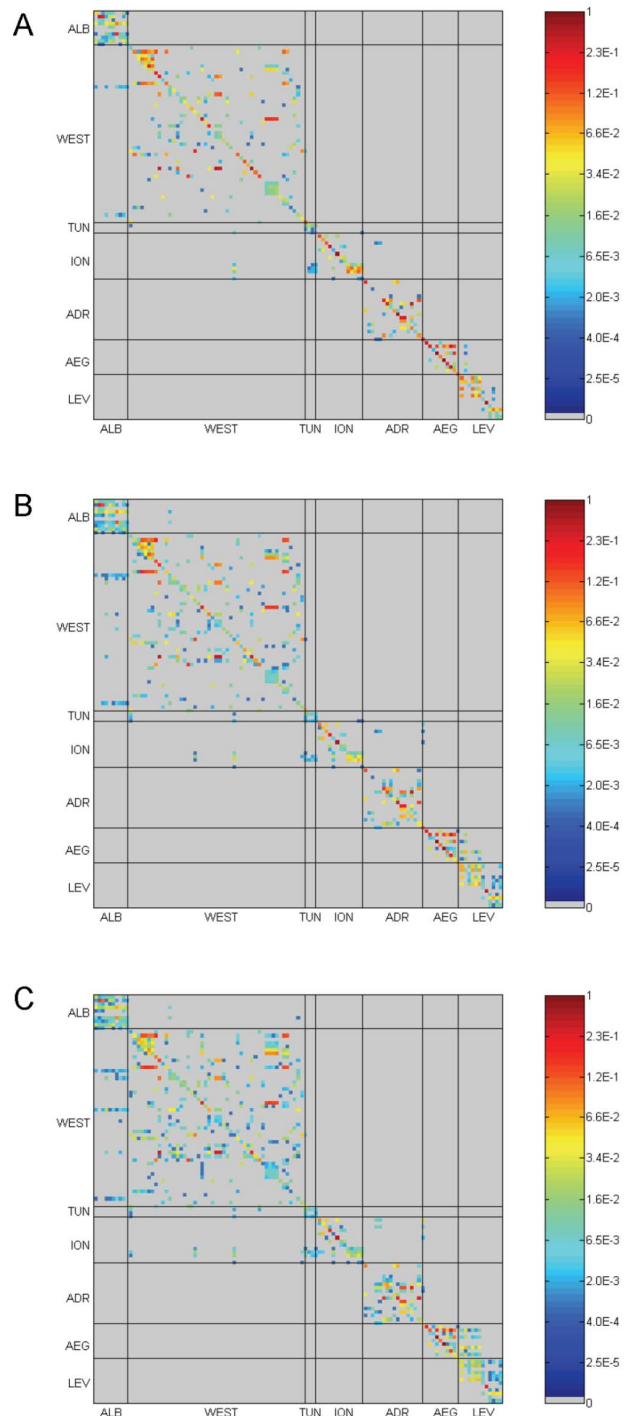 A
ALB
WEST
TUN
ION
ADR
AEG
LEV
ALB WEST TUN ION ADR AEG LEV
1
2.3E-1
1.2E-1
6.6E-2
3.4E-2
1.6E-2
6.5E-3
2.0E-3
4.0E-4
2.5E-5
0
B
ALB
WEST
TUN
ION
ADR
AEG
LEV
ALB WEST TUN ION ADR AEG LEV
1
2.3E-1
1.2E-1
6.6E-2
3.4E-2
1.6E-2
6.5E-3
2.0E-3
4.0E-4
2.5E-5
0
C
ALB
WEST
TUN
ION
ADR
AEG
LEV
ALB WEST TUN ION ADR AEG LEV
1
2.3E-1
1.2E-1
6.6E-2
3.4E-2
1.6E-2
6.5E-3
2.0E-3
4.0E-4
2.5E-5
0